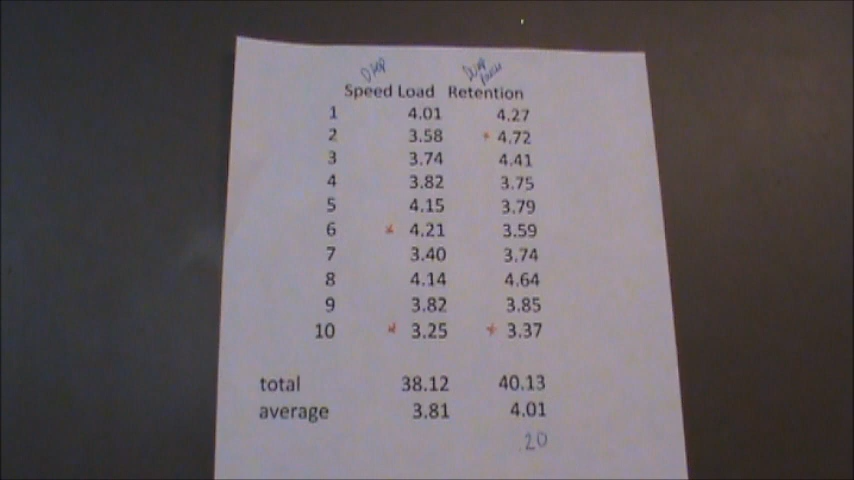 Drop Drop
Speed Load Retention
1 4.01 4.27
2 3.58 * 4.72
3 3.74 4.41
4 3.82 3.75
5 4.15 3.79
6 * 4.21 3.59
7 3.40 3.74
8 4.14 4.64
9 3.82 3.85
10 * 3.25 * 3.37
total 38.12 40.13
average 3.81 4.01
.20